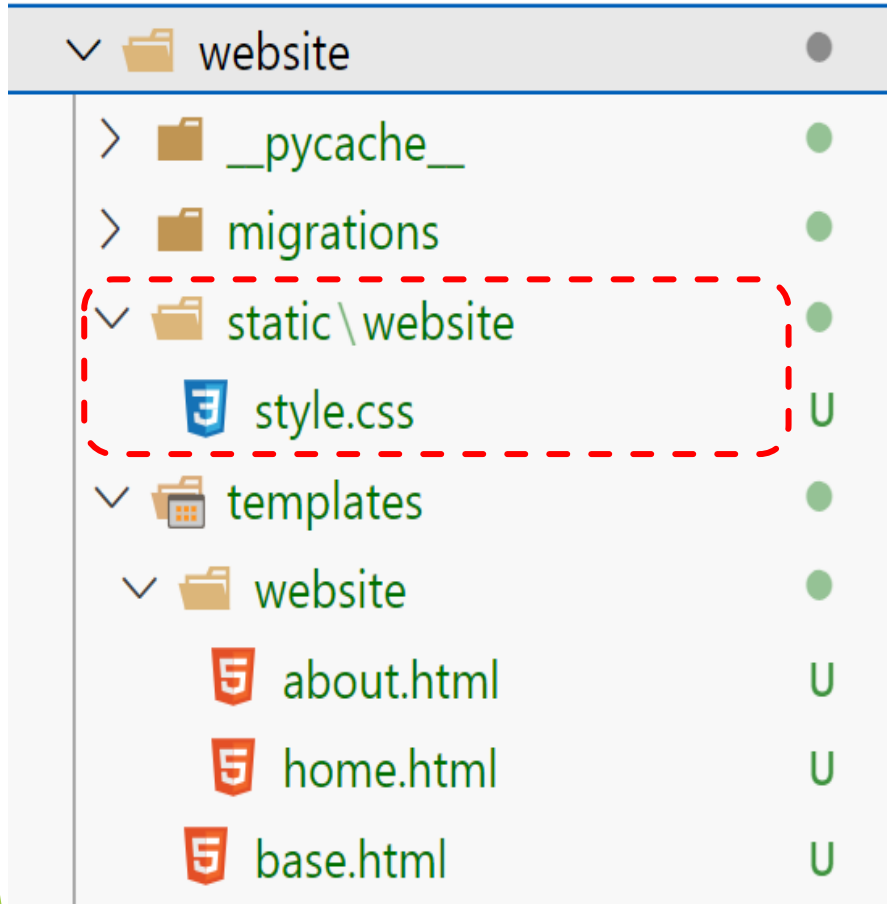 website
__pycache__
migrations
static\website
style.css U
templates
website
about.html U
home.html U
base.html U